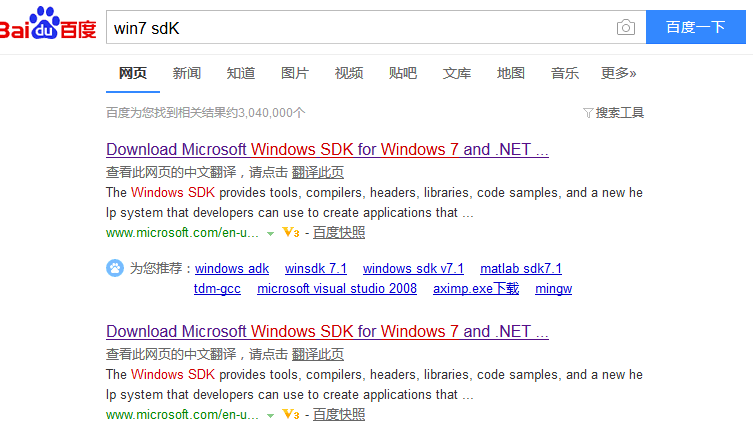 Bai du 百度 win7 sdK 百度一下
网页 新闻 知道 图片 视频 贴吧 文库 地图 音乐 更多»
百度为您找到相关结果约3,040,000个 搜索工具
Download Microsoft Windows SDK for Windows 7 and .NET ...
查看此网页的中文翻译，请点击 翻译此页
The Windows SDK provides tools, compilers, headers, libraries, code samples, and a new he
lp system that developers can use to create applications that ...
www.microsoft.com/en-u... V3 - 百度快照
为您推荐：windows adk winsdk 7.1 windows sdk v7.1 matlab sdk7.1
tdm-gcc microsoft visual studio 2008 aximp.exe下载 mingw
Download Microsoft Windows SDK for Windows 7 and .NET ...
查看此网页的中文翻译，请点击 翻译此页
The Windows SDK provides tools, compilers, headers, libraries, code samples, and a new he
lp system that developers can use to create applications that ...
www.microsoft.com/en-u... V3 - 百度快照